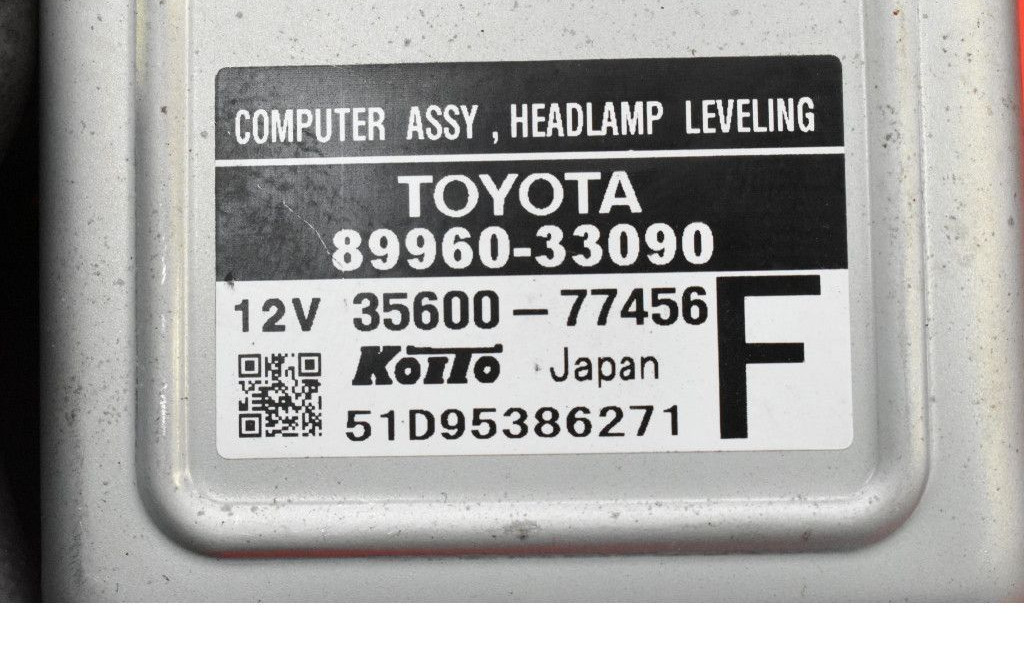 COMPUTER ASSY , HEADLAMP LEVELING
TOYOTA
89960-33090
12V 35600-77456 F
KOITO Japan
51D95386271